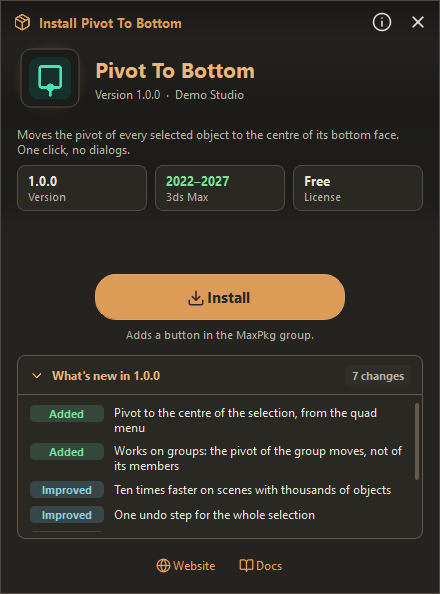 Install Pivot To Bottom
Pivot To Bottom
Version 1.0.0 · Demo Studio
Moves the pivot of every selected object to the centre of its bottom face.
One click, no dialogs.
1.0.0
Version
2022–2027
3ds Max
Free
License
Install
Adds a button in the MaxPkg group.
What's new in 1.0.0
7 changes
Added
Pivot to the centre of the selection, from the quad
menu
Added
Works on groups: the pivot of the group moves, not of
its members
Improved
Ten times faster on scenes with thousands of objects
Improved
One undo step for the whole selection
Website
Docs